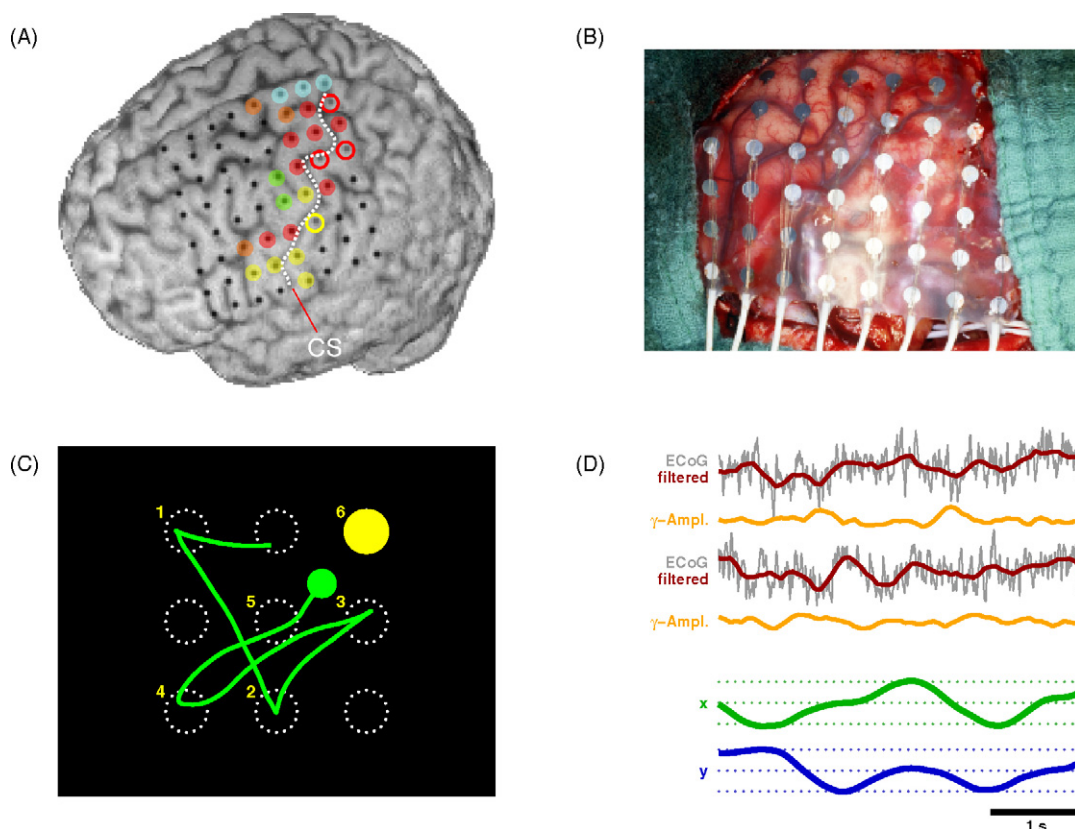 (A)
CS
(B)
(C)
1
6
5
3
4
2
(D)
ECoG
filtered
γ-Ampl.
ECoG
filtered
γ-Ampl.
x
y
1 s